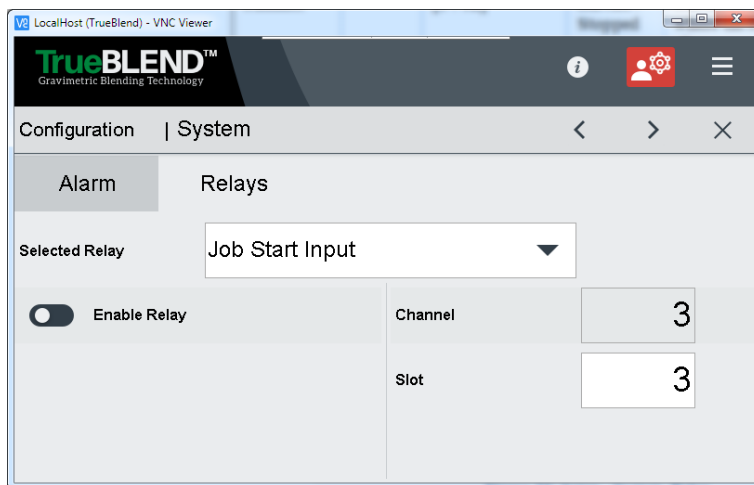 LocalHost (TrueBlend) - VNC Viewer
Stopped
TrueBLEND™
Gravimetric Blending Technology
Configuration | System
Alarm Relays
Selected Relay Job Start Input
Enable Relay Channel 3
Slot 3